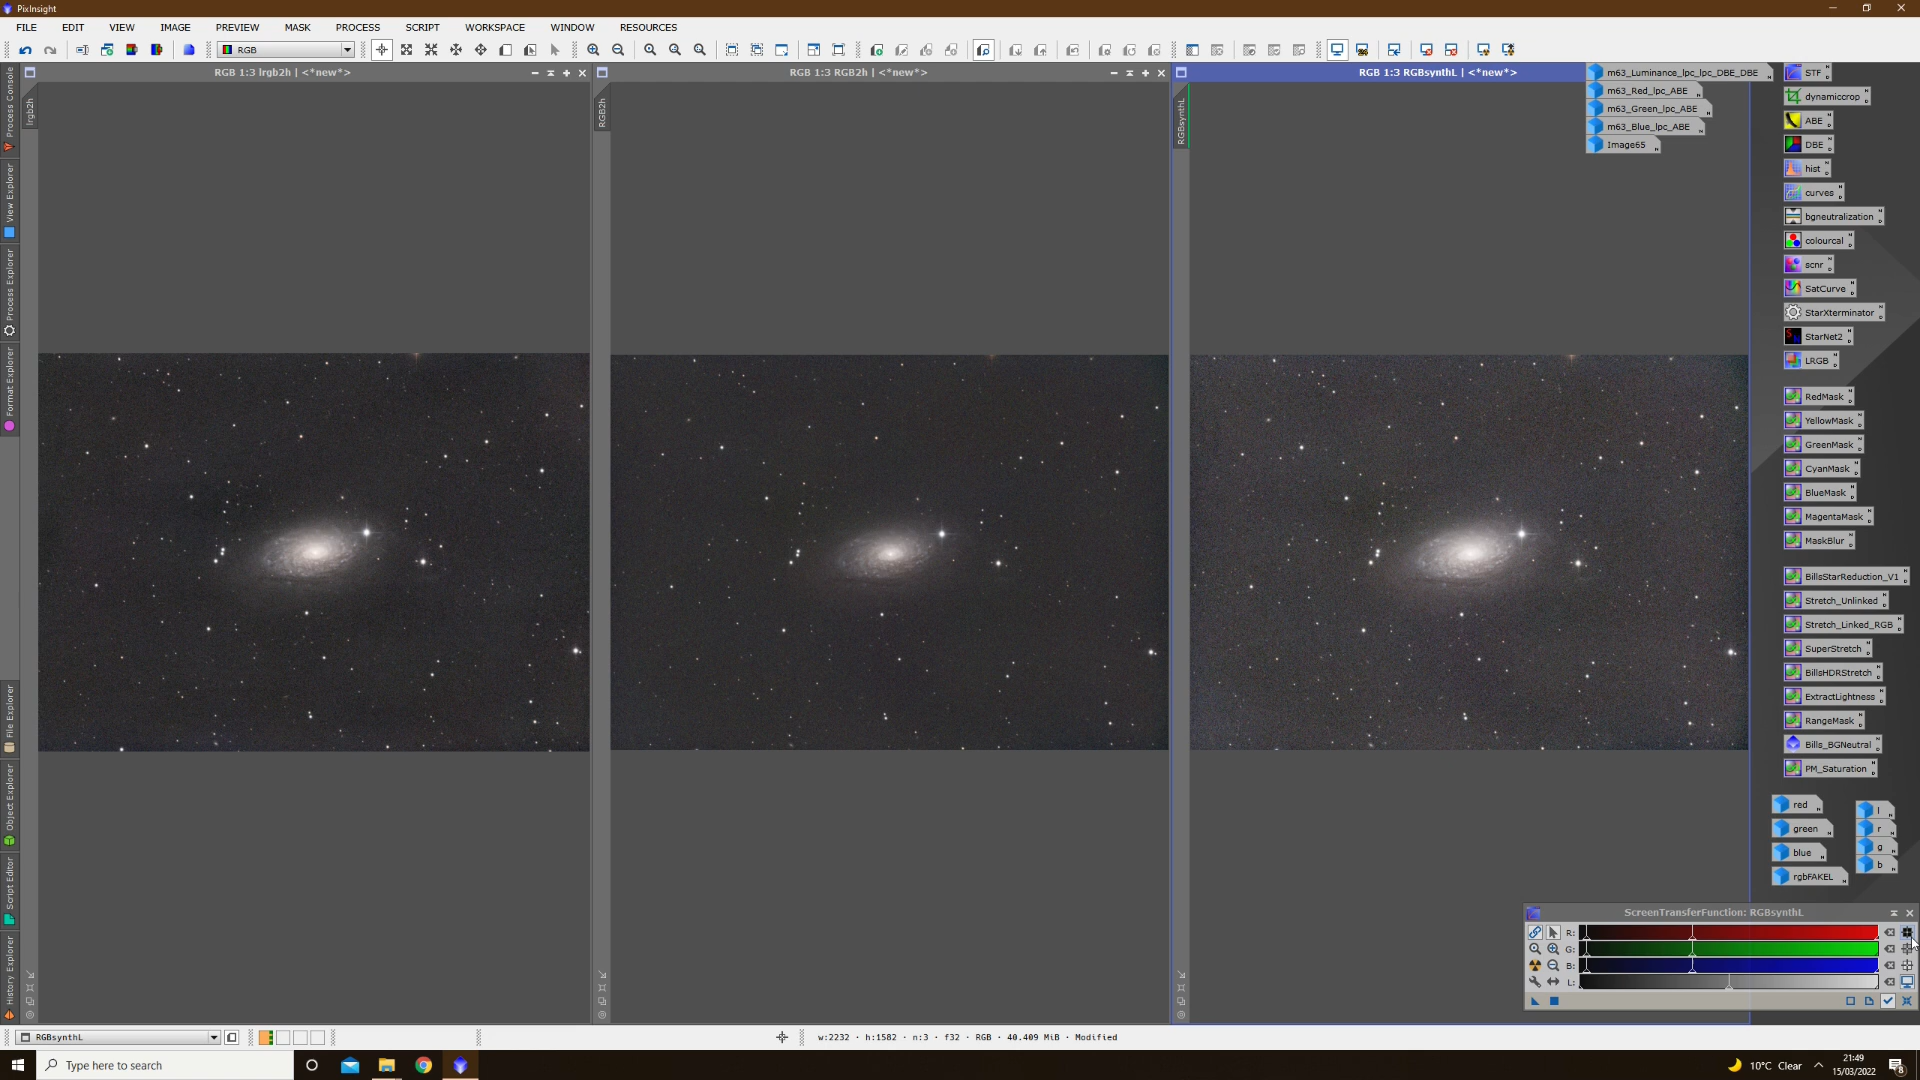 PixInsight
FILE EDIT VIEW IMAGE PREVIEW MASK PROCESS SCRIPT WORKSPACE WINDOW RESOURCES
RGB
RGB 1:3 lrgb2h | <*new*>
RGB 1:3 RGB2h | <*new*>
RGB 1:3 RGBsynthL | <*new*>
lrgb2h
RGB2h
RGBsynthL
Process Console
View Explorer
Process Explorer
Format Explorer
File Explorer
Object Explorer
Script Editor
History Explorer
m63_Luminance_lpc_lpc_DBE_DBE
m63_Red_lpc_ABE
m63_Green_lpc_ABE
m63_Blue_lpc_ABE
Image65
STF
dynamiccrop
ABE
DBE
hist
curves
bgneutralization
colourcal
scnr
SatCurve
StarXterminator
StarNet2
LRGB
RedMask
YellowMask
GreenMask
CyanMask
BlueMask
MagentaMask
MaskBlur
BillsStarReduction_V1
Stretch_Unlinked
Stretch_Linked_RGB
SuperStretch
BillsHDRStretch
ExtractLightness
RangeMask
Bills_BGNeutral
PM_Saturation
red
green
blue
rgbFAKEL
l
r
g
b
ScreenTransferFunction: RGBsynthL
R:
G:
B:
L:
RGBsynthL
w:2232 · h:1582 · n:3 · f32 · RGB · 40.409 MiB · Modified
Type here to search
10°C Clear
21:49
15/03/2022
8